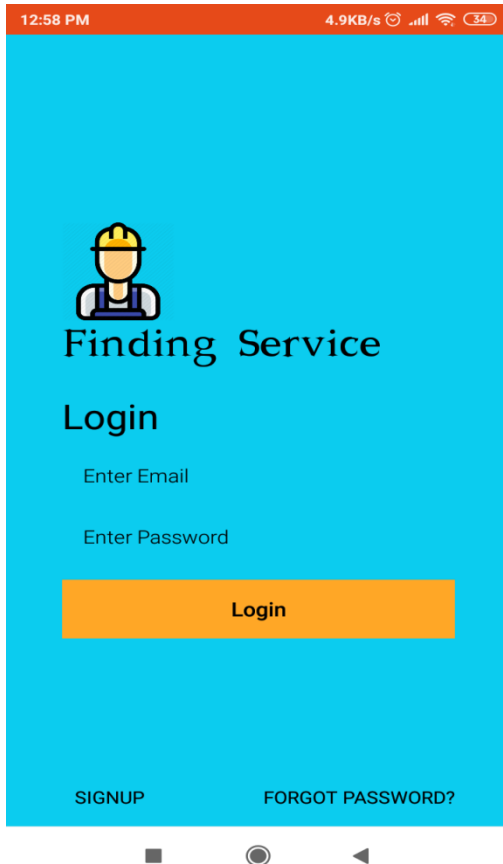 12:58 PM 4.9KB/s 34
Finding Service
Login
Enter Email
Enter Password
Login
SIGNUP FORGOT PASSWORD?